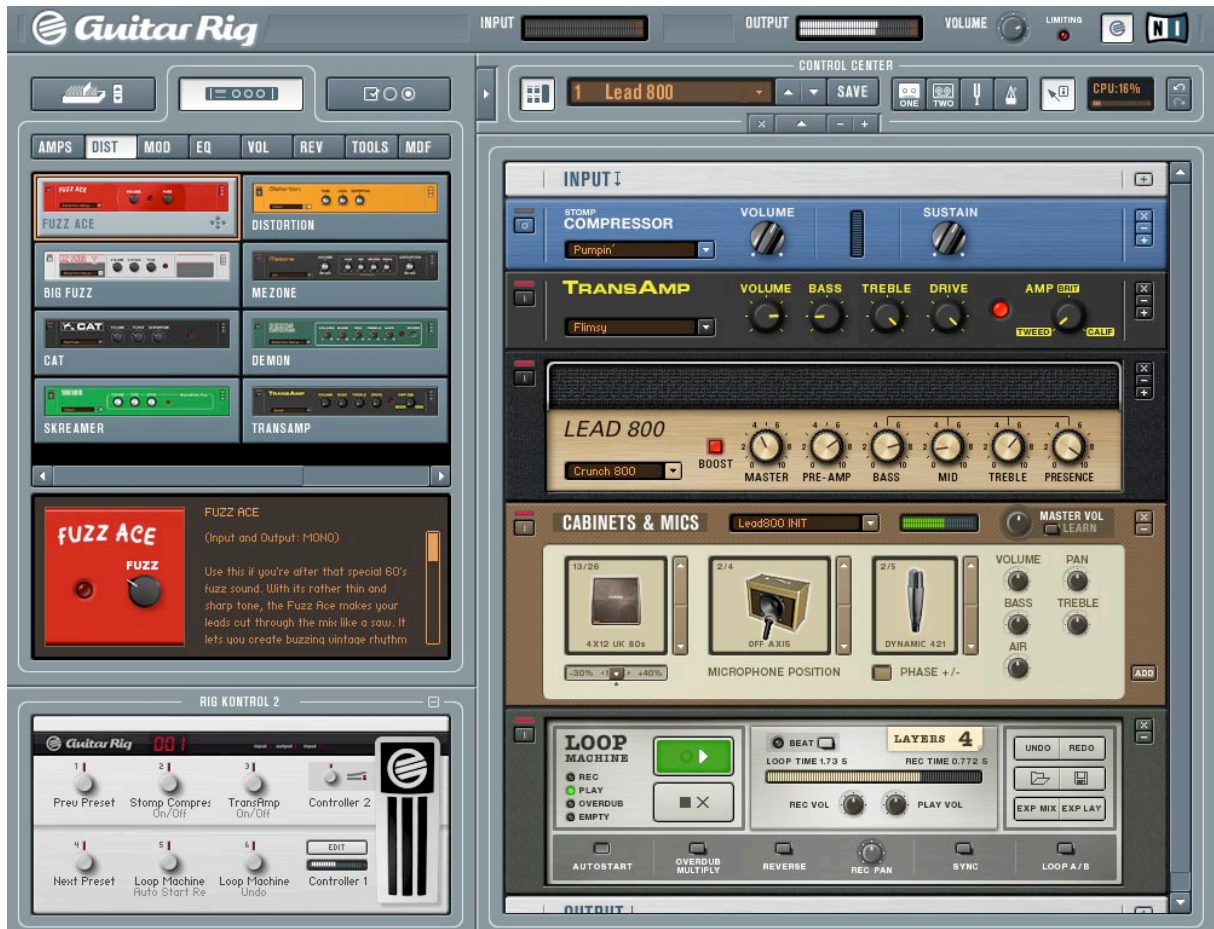 Guitar Rig
INPUT
OUTPUT
VOLUME
LIMITING
N I
CONTROL CENTER
1 Lead 800
SAVE
ONE
TWO
CPU:16%
AMPS DIST MOD EQ VOL REV TOOLS MDF
FUZZ ACE
FUZZ ACE
Distortion
DISTORTION
BIG FUZZ
Mezone
MEZONE
CAT
CAT
DEMON
SKREAMER
TransAmp
TRANSAMP
FUZZ ACE
FUZZ
FUZZ ACE
(Input and Output: MONO)
Use this if you're after that special 60's
fuzz sound. With its rather thin and
sharp tone, the Fuzz Ace makes your
leads cut through the mix like a saw. It
lets you create buzzing vintage rhythm
RIG KONTROL 2
Guitar Rig 001
input output input
1 2 3
Prev Preset Stomp Compres TransAmp Controller 2
On/Off On/Off
4 5 6 EDIT
Next Preset Loop Machine Loop Machine Controller 1
Auto Start Re Undo
INPUT
STOMP
COMPRESSOR
VOLUME
SUSTAIN
Pumpin´
TRANSAMP
VOLUME BASS TREBLE DRIVE
AMP BRIT
Flimsy
TWEED CALIF
LEAD 800
Crunch 800
BOOST
MASTER PRE-AMP BASS MID TREBLE PRESENCE
CABINETS & MICS
Lead800 INIT
MASTER VOL
LEARN
13/26
4X12 UK 80s
2/4
OFF AXIS
2/5
DYNAMIC 421
-30% +40%
MICROPHONE POSITION
PHASE +/-
VOLUME PAN
BASS TREBLE
AIR
ADD
LOOP
MACHINE
REC
PLAY
OVERDUB
EMPTY
BEAT
LAYERS 4
LOOP TIME 1.73 S
REC TIME 0.772 S
REC VOL
PLAY VOL
UNDO REDO
EXP MIX EXP LAY
AUTOSTART
OVERDUB
MULTIPLY
REVERSE
REC PAN
SYNC
LOOP A/B
OUTPUT